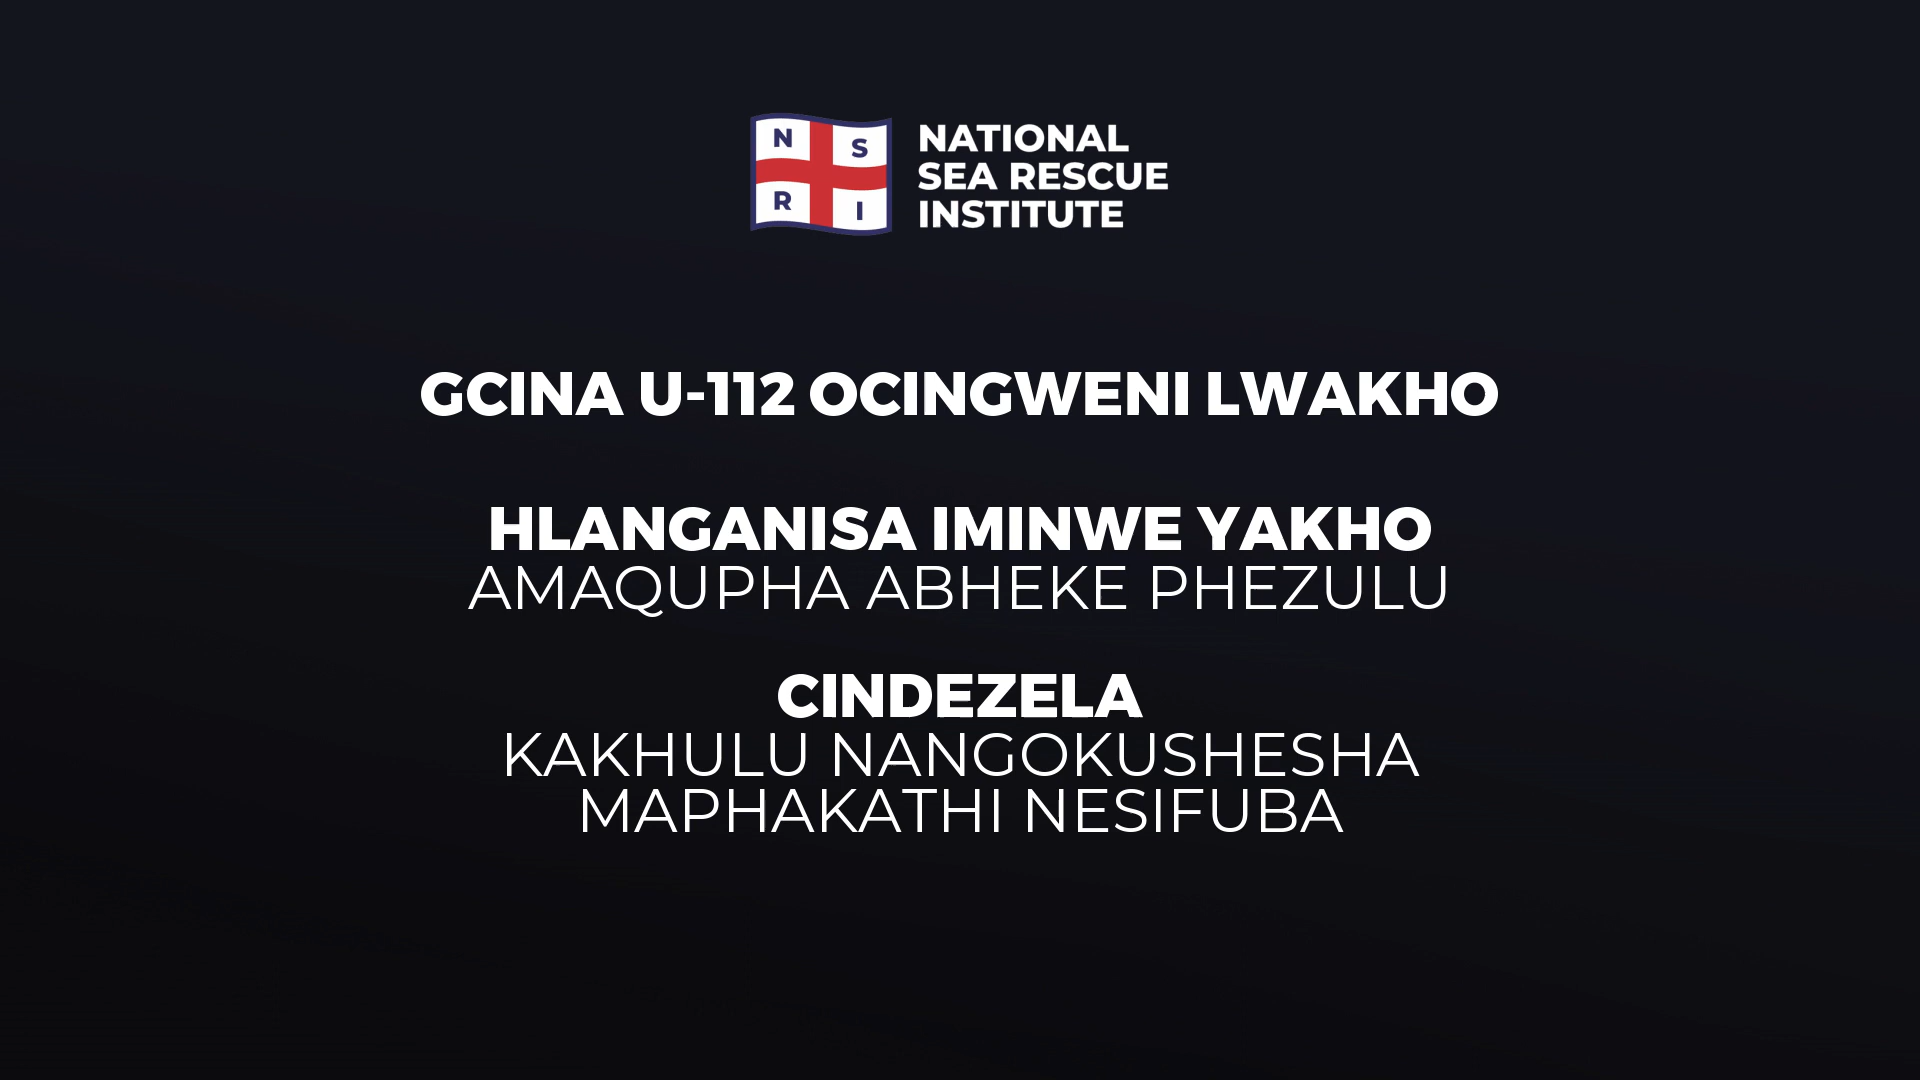 N S
R I
NATIONAL
SEA RESCUE
INSTITUTE
GCINA U-112 OCINGWENI LWAKHO
HLANGANISA IMINWE YAKHO
AMAQUPHA ABHEKE PHEZULU
CINDEZELA
KAKHULU NANGOKUSHESHA
MAPHAKATHI NESIFUBA